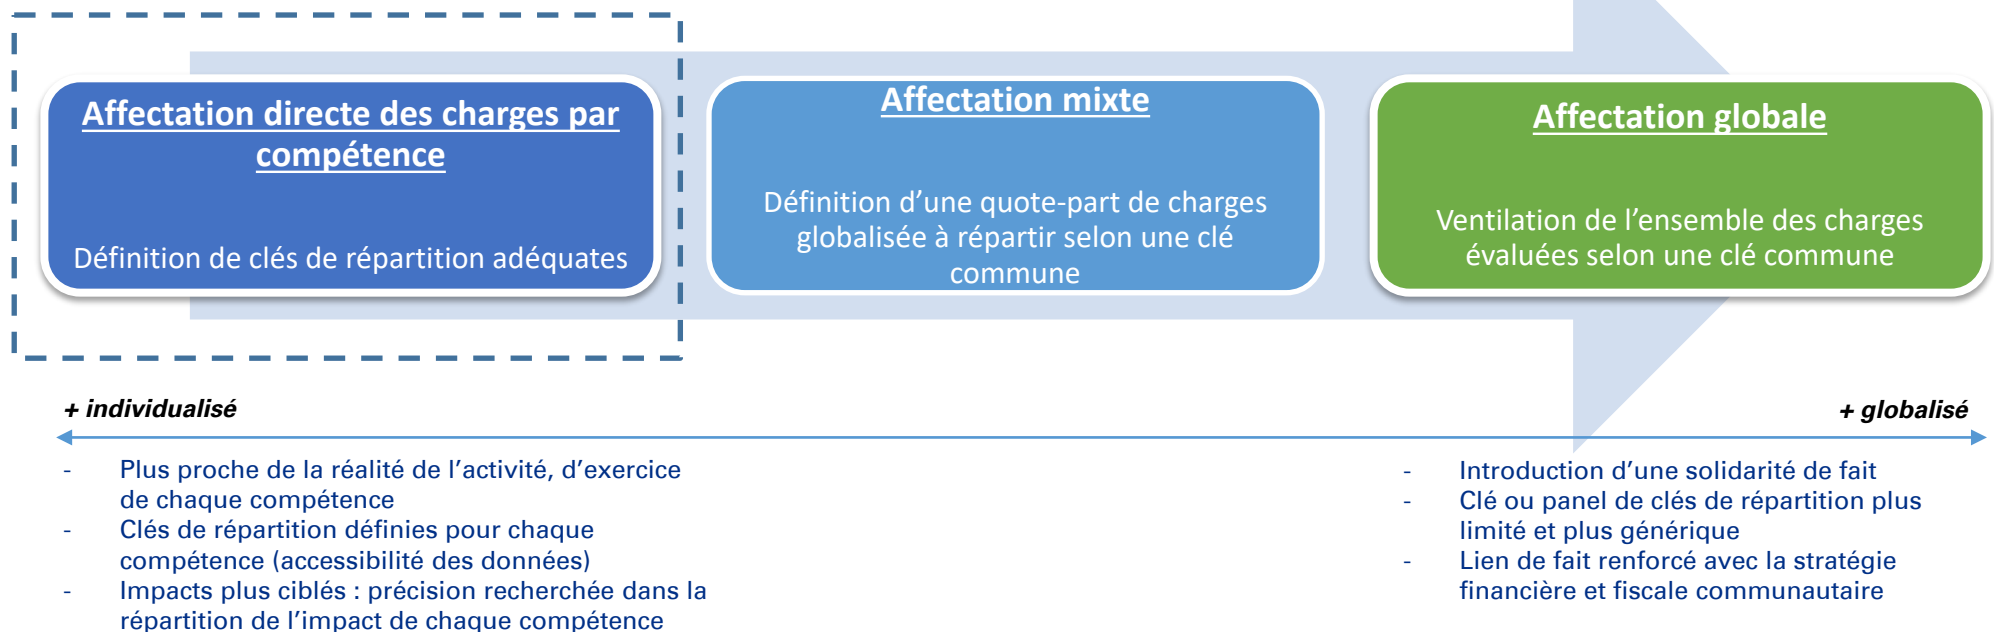 Affectation directe des charges par
compétence
Définition de clés de répartition adéquates
Affectation mixte
Définition d’une quote-part de charges
globalisée à répartir selon une clé
commune
Affectation globale
Ventilation de l’ensemble des charges
évaluées selon une clé commune
+ individualisé
+ globalisé
- Plus proche de la réalité de l’activité, d’exercice
de chaque compétence
- Clés de répartition définies pour chaque
compétence (accessibilité des données)
- Impacts plus ciblés : précision recherchée dans la
répartition de l’impact de chaque compétence
- Introduction d’une solidarité de fait
- Clé ou panel de clés de répartition plus
limité et plus générique
- Lien de fait renforcé avec la stratégie
financière et fiscale communautaire